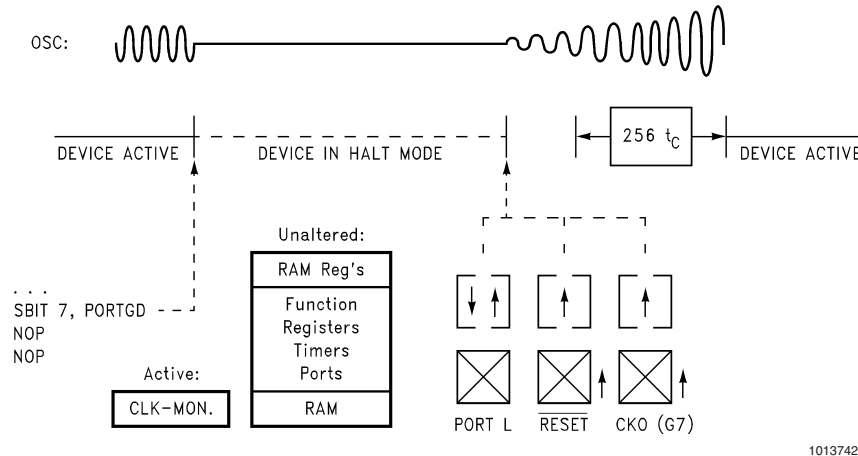 OSC:
256 tC
DEVICE ACTIVE
DEVICE IN HALT MODE
DEVICE ACTIVE
Unaltered:
RAM Reg's
Function
Registers
Timers
Ports
RAM
. . .
SBIT 7, PORTGD
NOP
NOP
Active:
CLK-MON.
PORT L
RESET
CKO (G7)
1013742